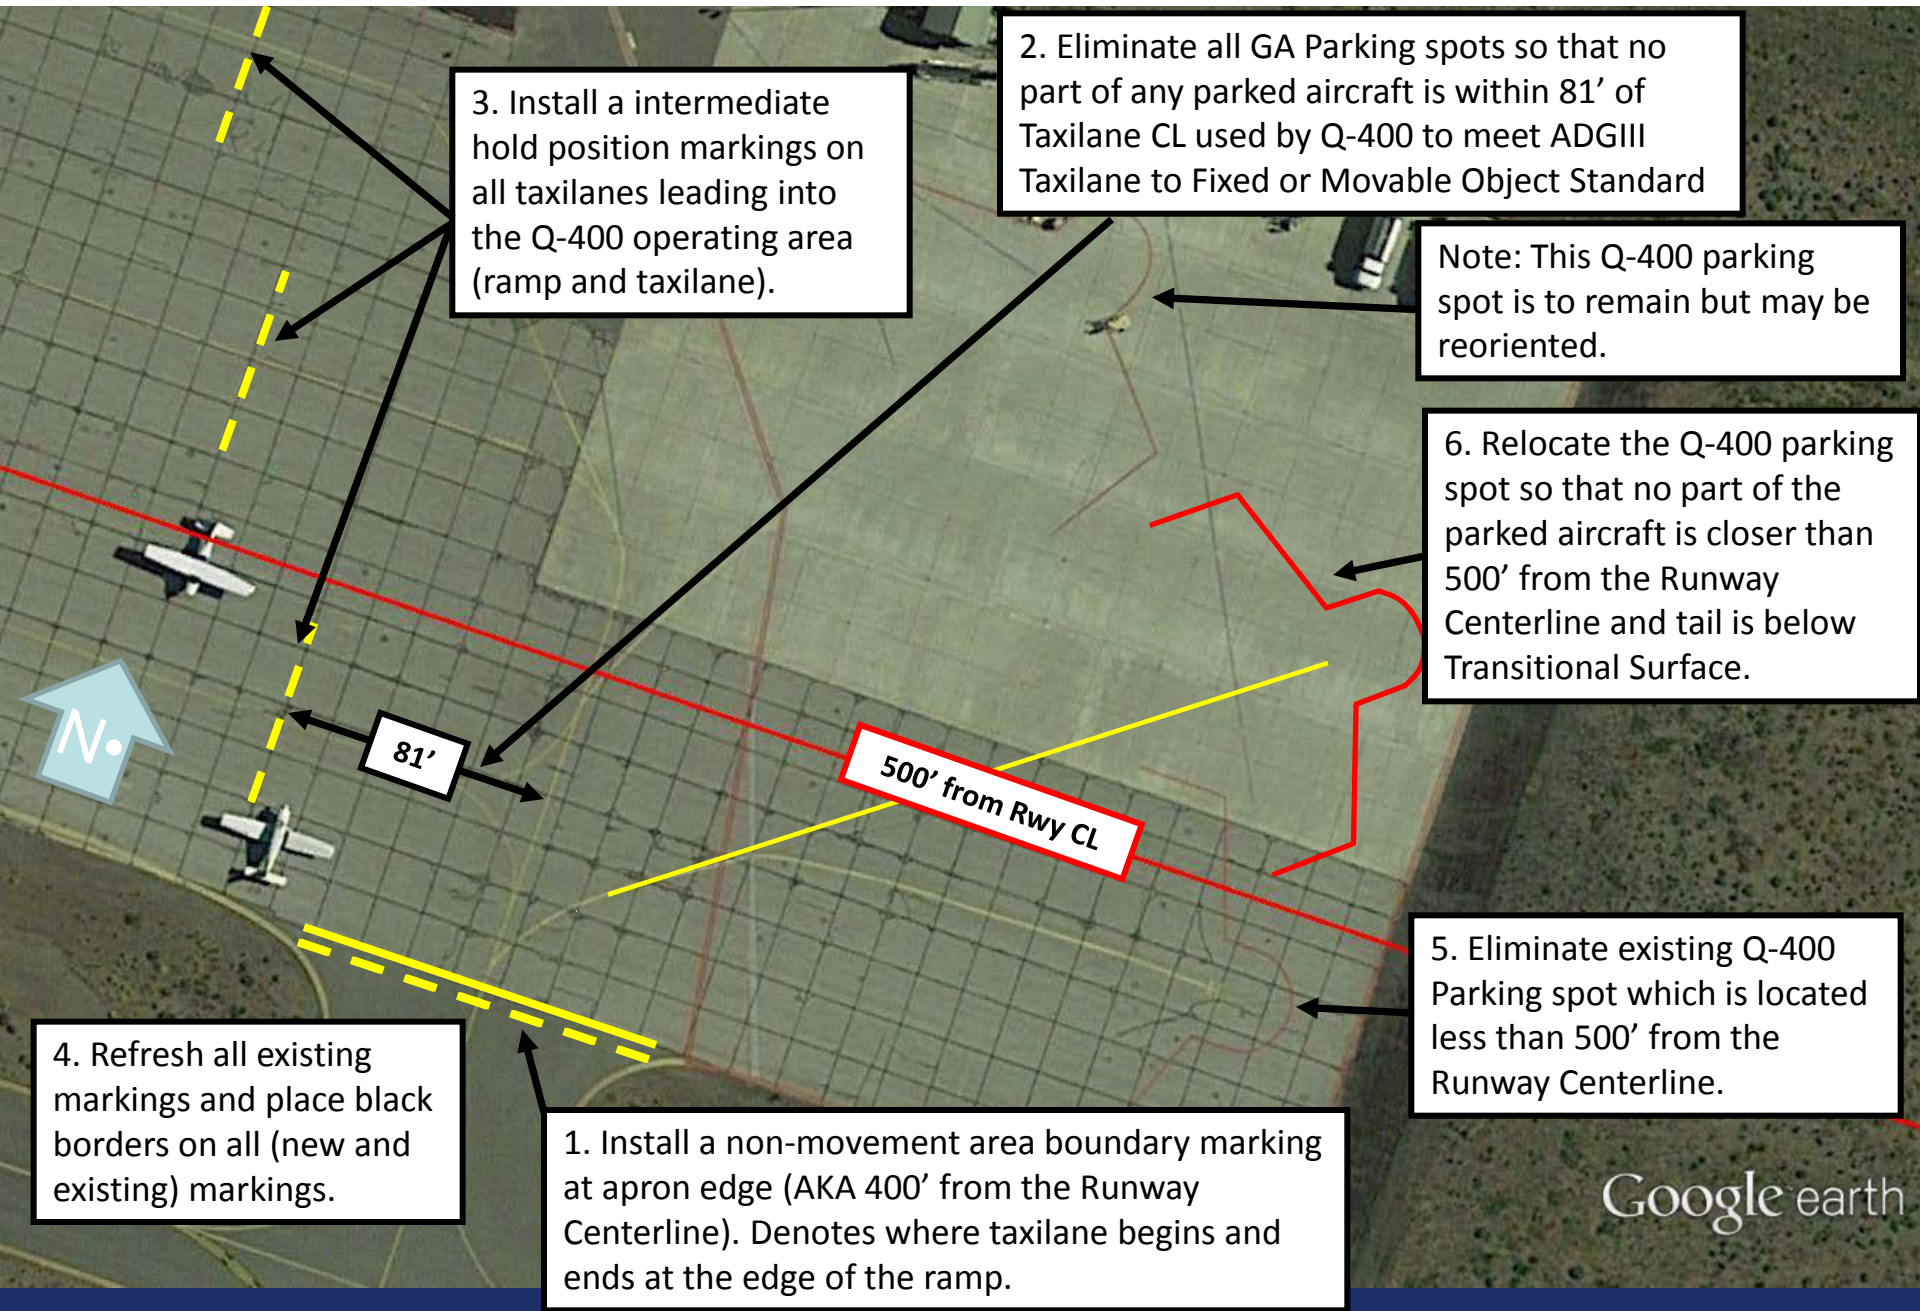 2. Eliminate all GA Parking spots so that no
part of any parked aircraft is within 81’ of
Taxilane CL used by Q-400 to meet ADGIII
Taxilane to Fixed or Movable Object Standard
3. Install a intermediate
hold position markings on
all taxilanes leading into
the Q-400 operating area
(ramp and taxilane).
Note: This Q-400 parking
spot is to remain but may be
reoriented.
6. Relocate the Q-400 parking
spot so that no part of the
parked aircraft is closer than
500’ from the Runway
Centerline and tail is below
Transitional Surface.
N
81’
500’ from Rwy CL
5. Eliminate existing Q-400
Parking spot which is located
less than 500’ from the
Runway Centerline.
4. Refresh all existing
markings and place black
borders on all (new and
existing) markings.
1. Install a non-movement area boundary marking
at apron edge (AKA 400’ from the Runway
Centerline). Denotes where taxilane begins and
ends at the edge of the ramp.
Google earth